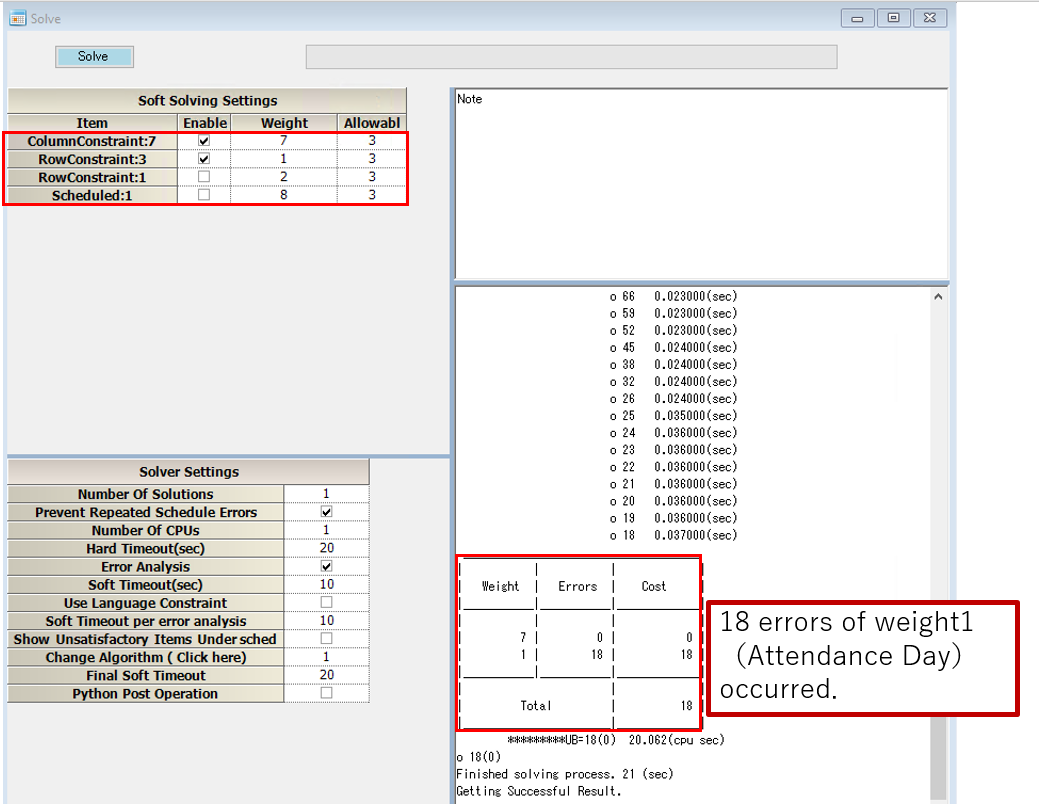 Solve
Solve
Soft Solving Settings
Item Enable Weight Allowabl
ColumnConstraint:7 7 3
RowConstraint:3 1 3
RowConstraint:1 2 3
Scheduled:1 8 3
Note
Solver Settings
Number Of Solutions 1
Prevent Repeated Schedule Errors
Number Of CPUs 1
Hard Timeout(sec) 20
Error Analysis
Soft Timeout(sec) 10
Use Language Constraint
Soft Timeout per error analysis 10
Show Unsatisfactory Items Under sched
Change Algorithm ( Click here) 1
Final Soft Timeout 20
Python Post Operation
o 66 0.023000(sec)
o 59 0.023000(sec)
o 52 0.023000(sec)
o 45 0.024000(sec)
o 38 0.024000(sec)
o 32 0.024000(sec)
o 26 0.024000(sec)
o 25 0.035000(sec)
o 24 0.036000(sec)
o 23 0.036000(sec)
o 22 0.036000(sec)
o 21 0.036000(sec)
o 20 0.036000(sec)
o 19 0.036000(sec)
o 18 0.037000(sec)
Weight Errors Cost
7 0 0
1 18 18
Total 18
*********UB=18(0) 20.062(cpu sec)
o 18(0)
Finished solving process. 21 (sec)
Getting Successful Result.
18 errors of weight1
（Attendance Day）
occurred.